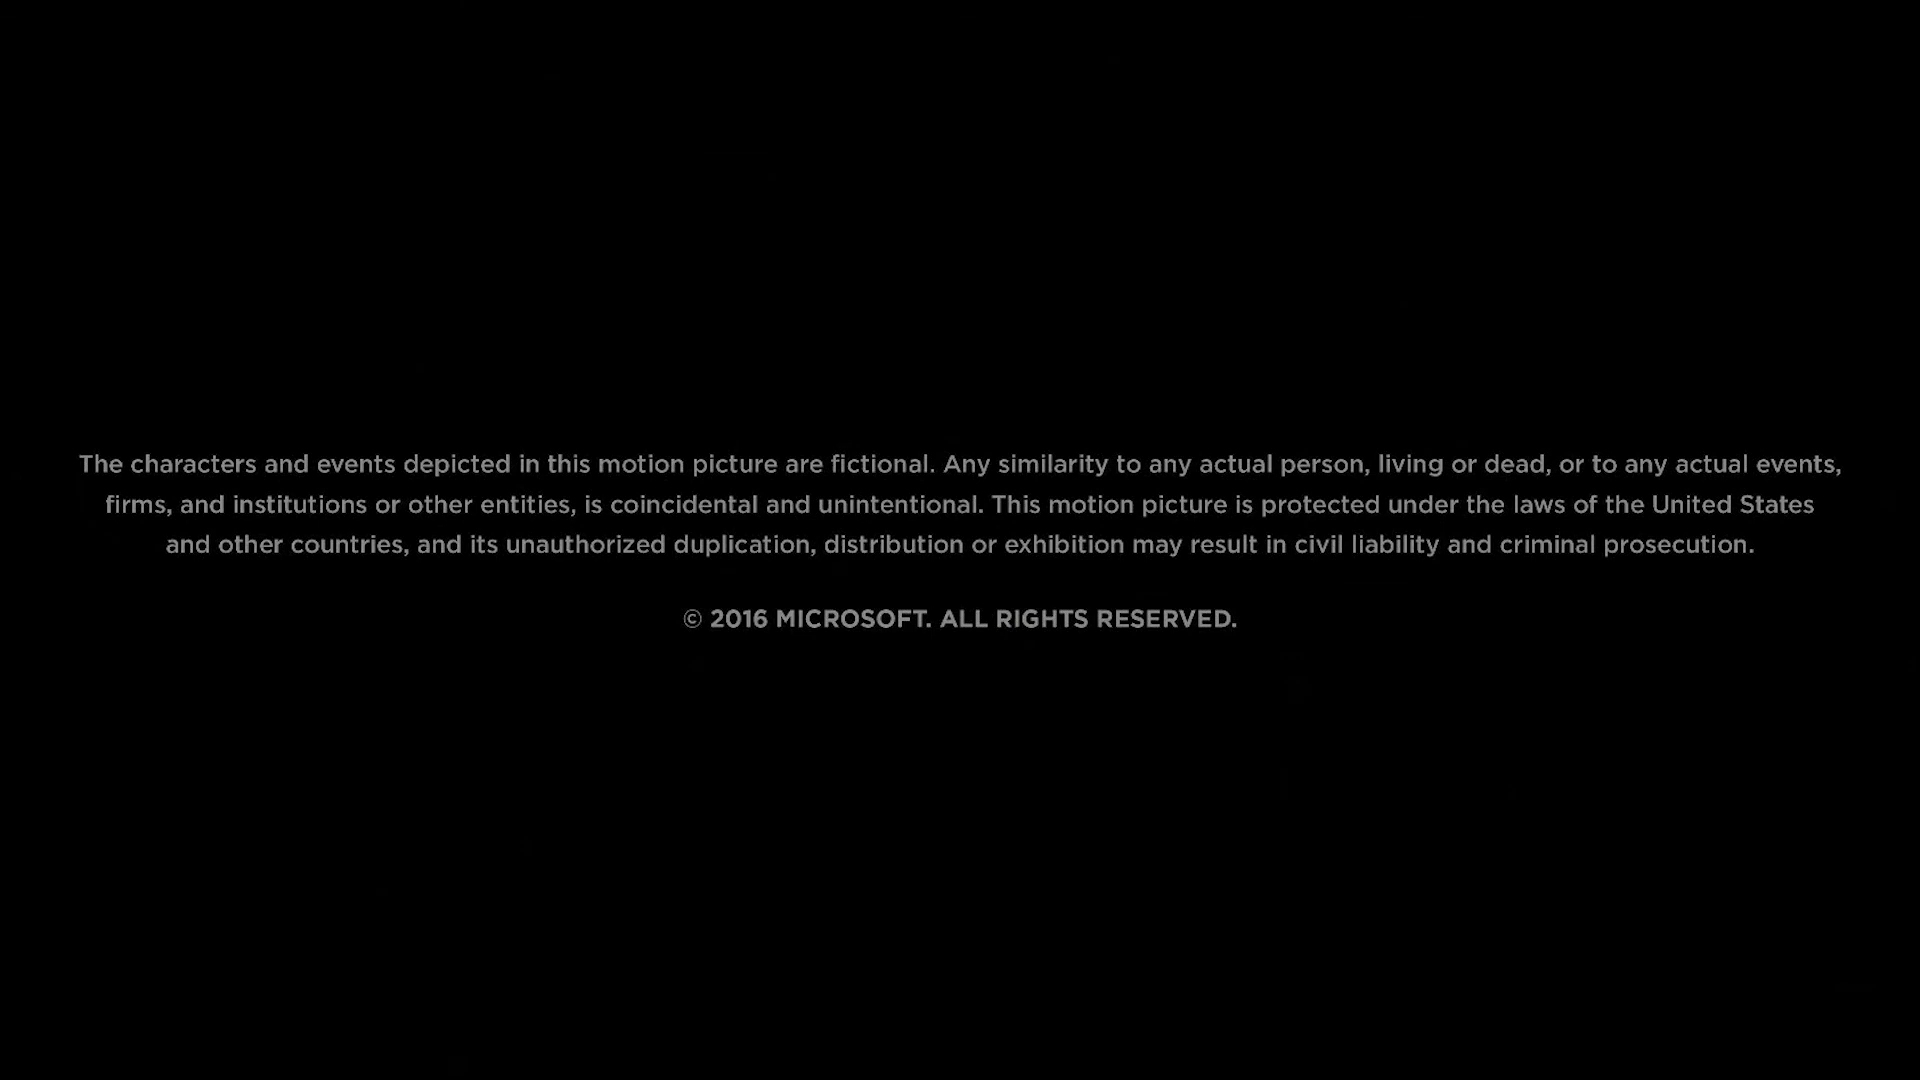 The characters and events depicted in this motion picture are fictional. Any similarity to any actual person, living or dead, or to any actual events,
firms, and institutions or other entities, is coincidental and unintentional. This motion picture is protected under the laws of the United States
and other countries, and its unauthorized duplication, distribution or exhibition may result in civil liability and criminal prosecution.
© 2016 MICROSOFT. ALL RIGHTS RESERVED.